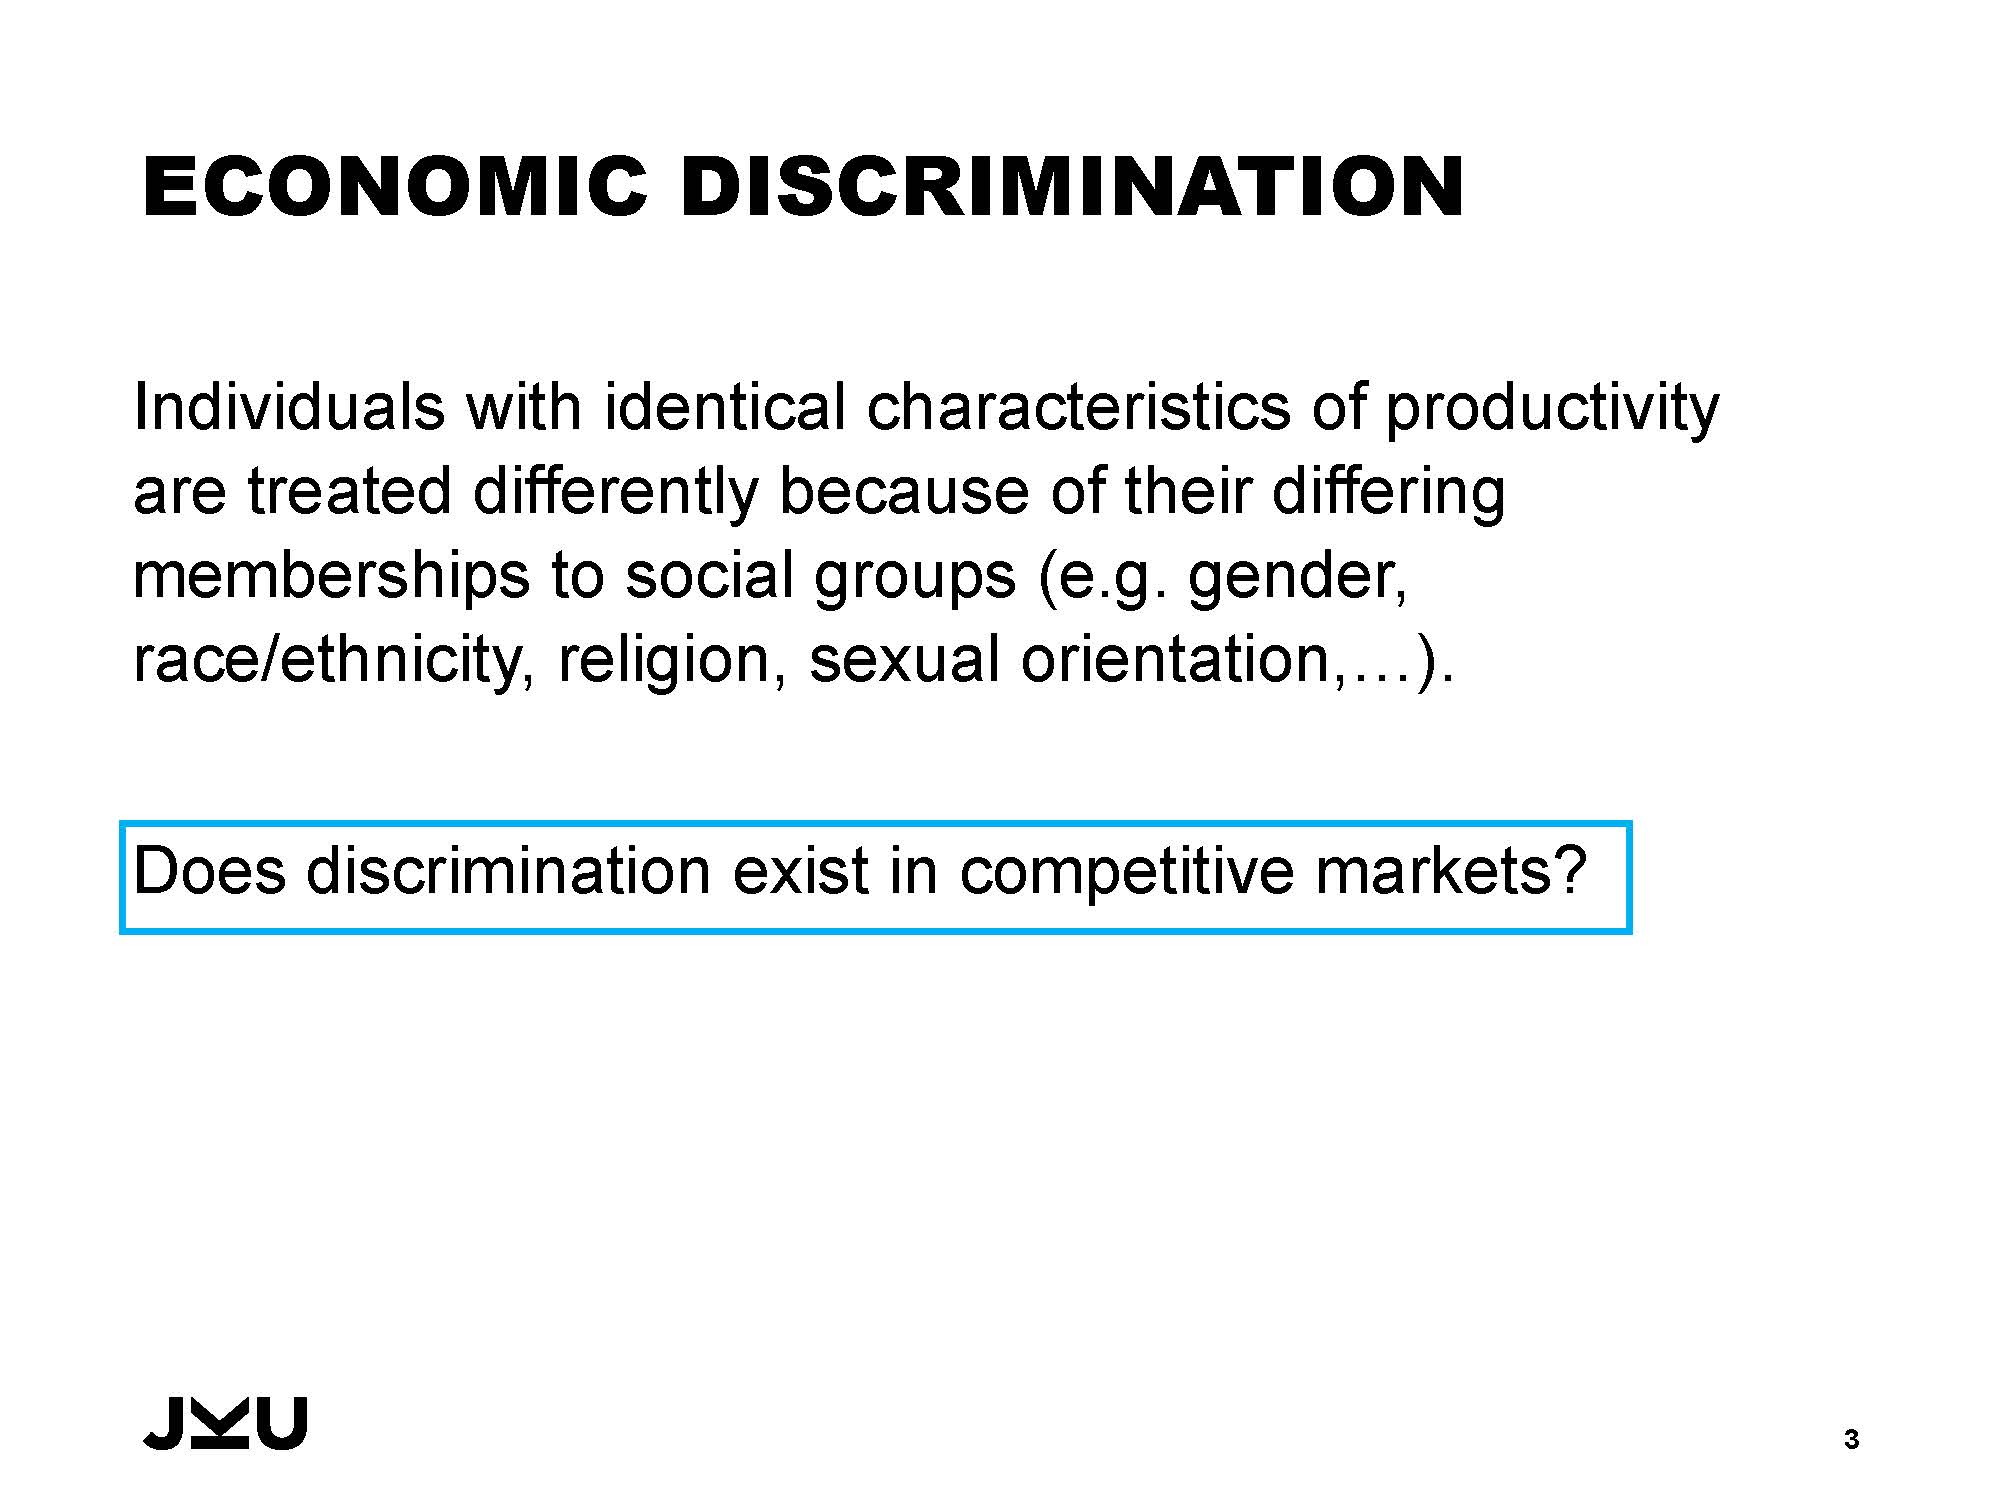 ECONOMIC DISCRIMINATION
Individuals with identical characteristics of productivity
are treated differently because of their differing
memberships to social groups (e.g. gender,
race/ethnicity, religion, sexual orientation,…).
Does discrimination exist in competitive markets?
JKU
3